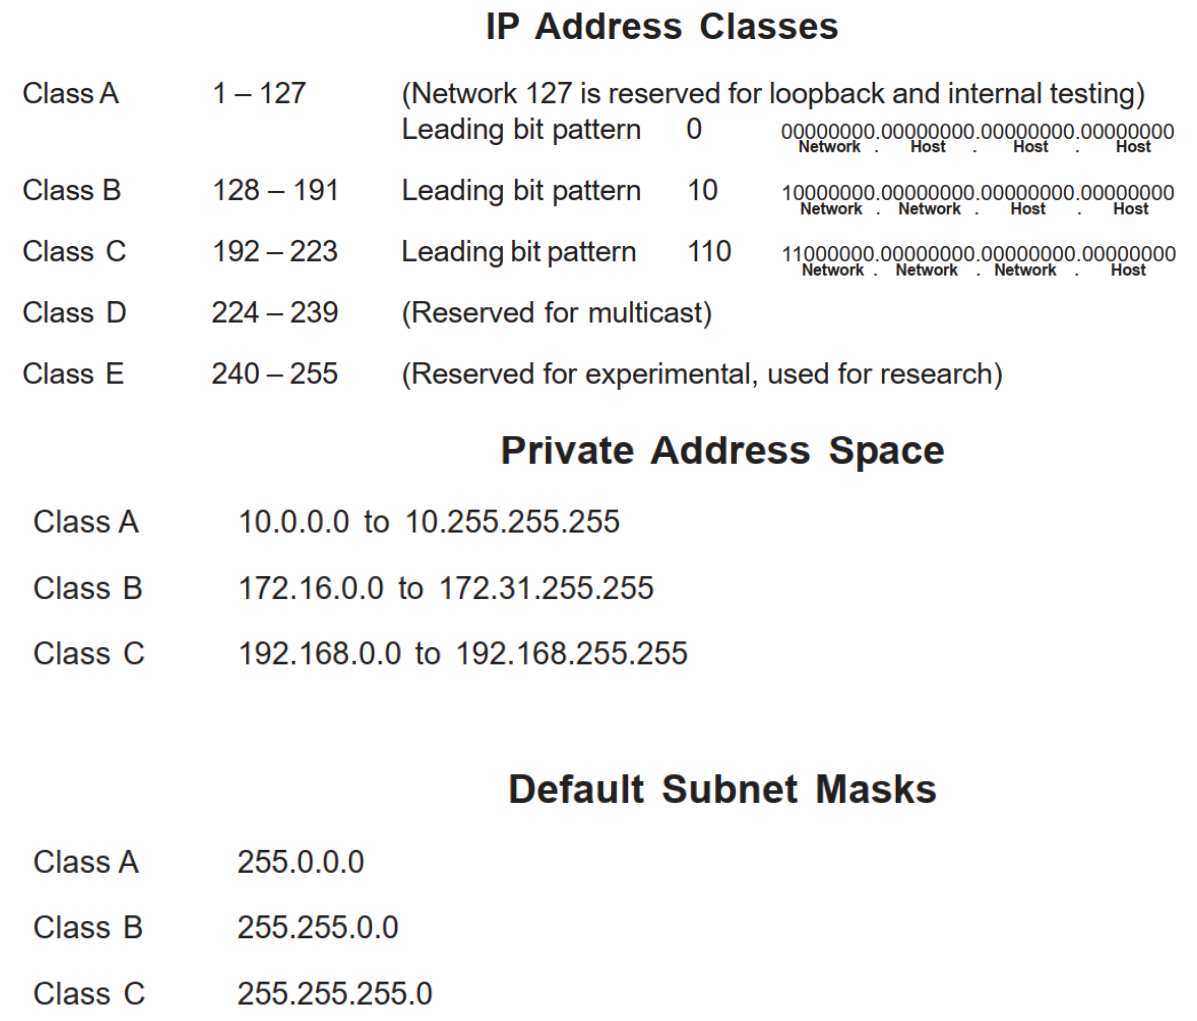 IP Address Classes
Class A 1 – 127 (Network 127 is reserved for loopback and internal testing)
Leading bit pattern 0 00000000.00000000.00000000.00000000
Network . Host . Host . Host
Class B 128 – 191 Leading bit pattern 10 10000000.00000000.00000000.00000000
Network . Network . Host . Host
Class C 192 – 223 Leading bit pattern 110 11000000.00000000.00000000.00000000
Network . Network . Network . Host
Class D 224 – 239 (Reserved for multicast)
Class E 240 – 255 (Reserved for experimental, used for research)
Private Address Space
Class A 10.0.0.0 to 10.255.255.255
Class B 172.16.0.0 to 172.31.255.255
Class C 192.168.0.0 to 192.168.255.255
Default Subnet Masks
Class A 255.0.0.0
Class B 255.255.0.0
Class C 255.255.255.0